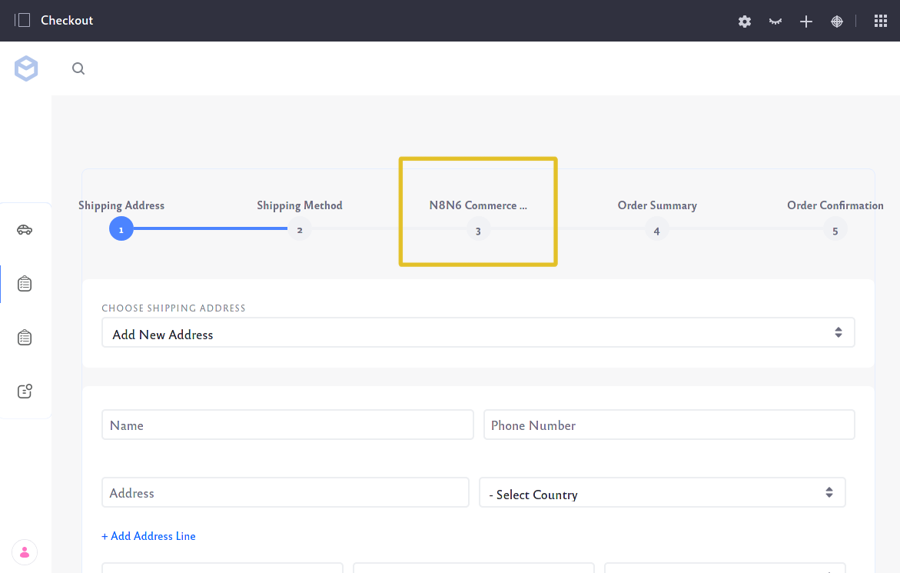 Checkout
Shipping Address
Shipping Method
N8N6 Commerce ...
Order Summary
Order Confirmation
1
2
3
4
5
CHOOSE SHIPPING ADDRESS
Add New Address
Name
Phone Number
Address
- Select Country
+ Add Address Line